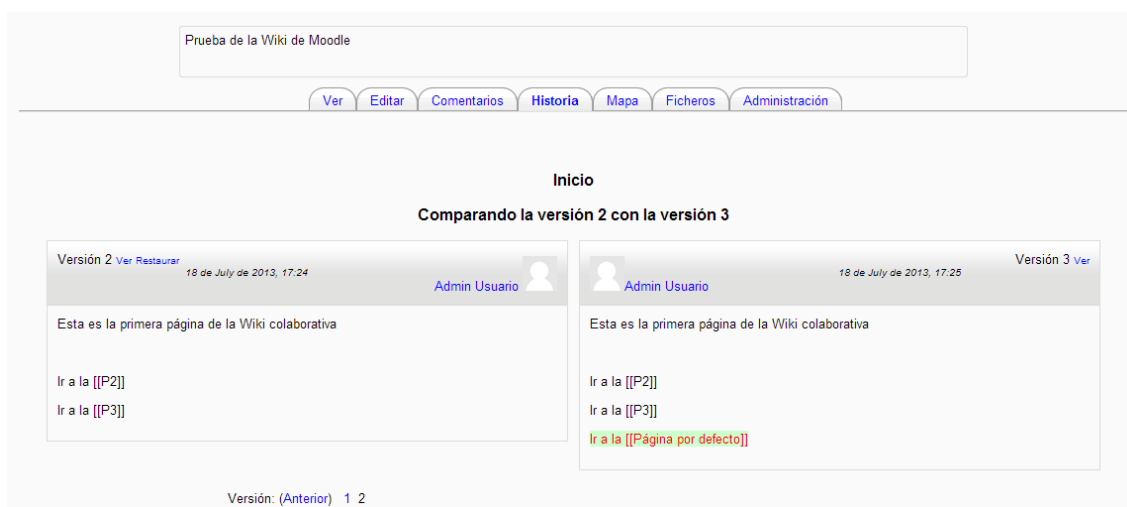 Prueba de la Wiki de Moodle
Ver Editar Comentarios Historia Mapa Ficheros Administración
Inicio
Comparando la versión 2 con la versión 3
Versión 2 Ver Restaurar
18 de July de 2013, 17:24
Admin Usuario
Esta es la primera página de la Wiki colaborativa
Ir a la [[P2]]
Ir a la [[P3]]
Versión 3 Ver
18 de July de 2013, 17:25
Admin Usuario
Esta es la primera página de la Wiki colaborativa
Ir a la [[P2]]
Ir a la [[P3]]
Ir a la [[Página por defecto]]
Versión: (Anterior) 1 2